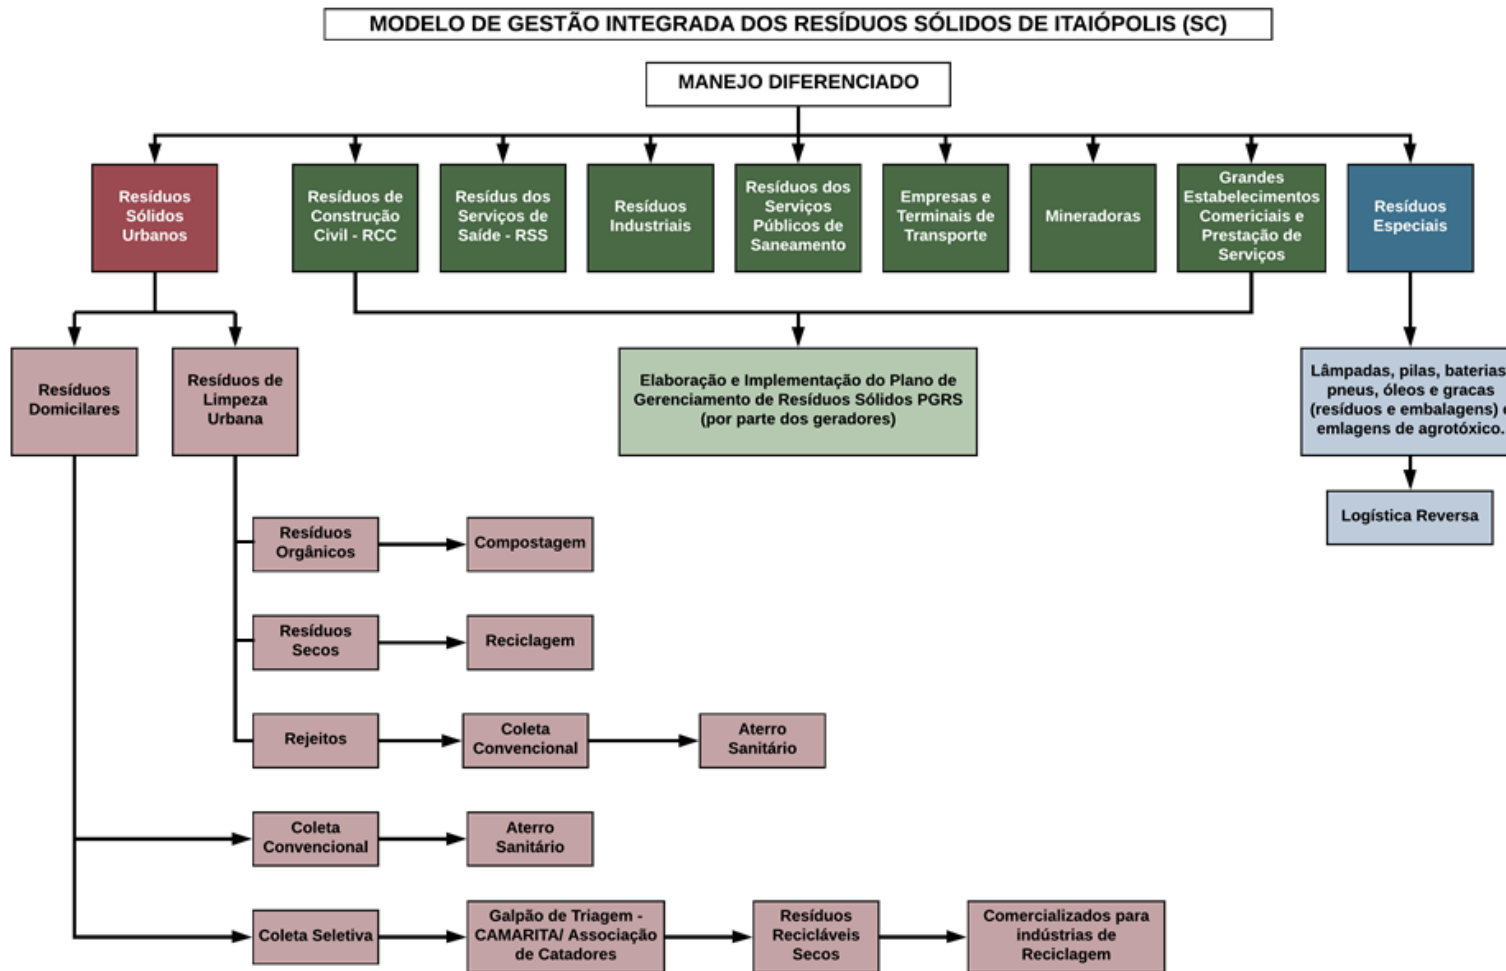 MODELO DE GESTÃO INTEGRADA DOS RESÍDUOS SÓLIDOS DE ITAIÓPOLIS (SC)
MANEJO DIFERENCIADO
Resíduos
Sólidos
Urbanos
Resíduos de
Construção
Civil - RCC
Resídus dos
Serviços de
Saíde - RSS
Resíduos
Industriais
Resíduos dos
Serviços
Públicos de
Saneamento
Empresas e
Terminais de
Transporte
Mineradoras
Grandes
Estabelecimentos
Comericiais e
Prestação de
Serviços
Resíduos
Especiais
Resíduos
Domicilares
Resíduos de
Limpeza
Urbana
Elaboração e Implementação do Plano de
Gerenciamento de Resíduos Sólidos PGRS
(por parte dos geradores)
Lâmpadas, pilas, baterias,
pneus, óleos e gracas
(resíduos e embalagens) e
emlagens de agrotóxico.
Logística Reversa
Resíduos
Orgânicos
Compostagem
Resíduos
Secos
Reciclagem
Rejeitos
Coleta
Convencional
Aterro
Sanitário
Coleta
Convencional
Aterro
Sanitário
Coleta Seletiva
Galpão de Triagem -
CAMARITA/ Associação
de Catadores
Resíduos
Recicláveis
Secos
Comercializados para
indústrias de
Reciclagem